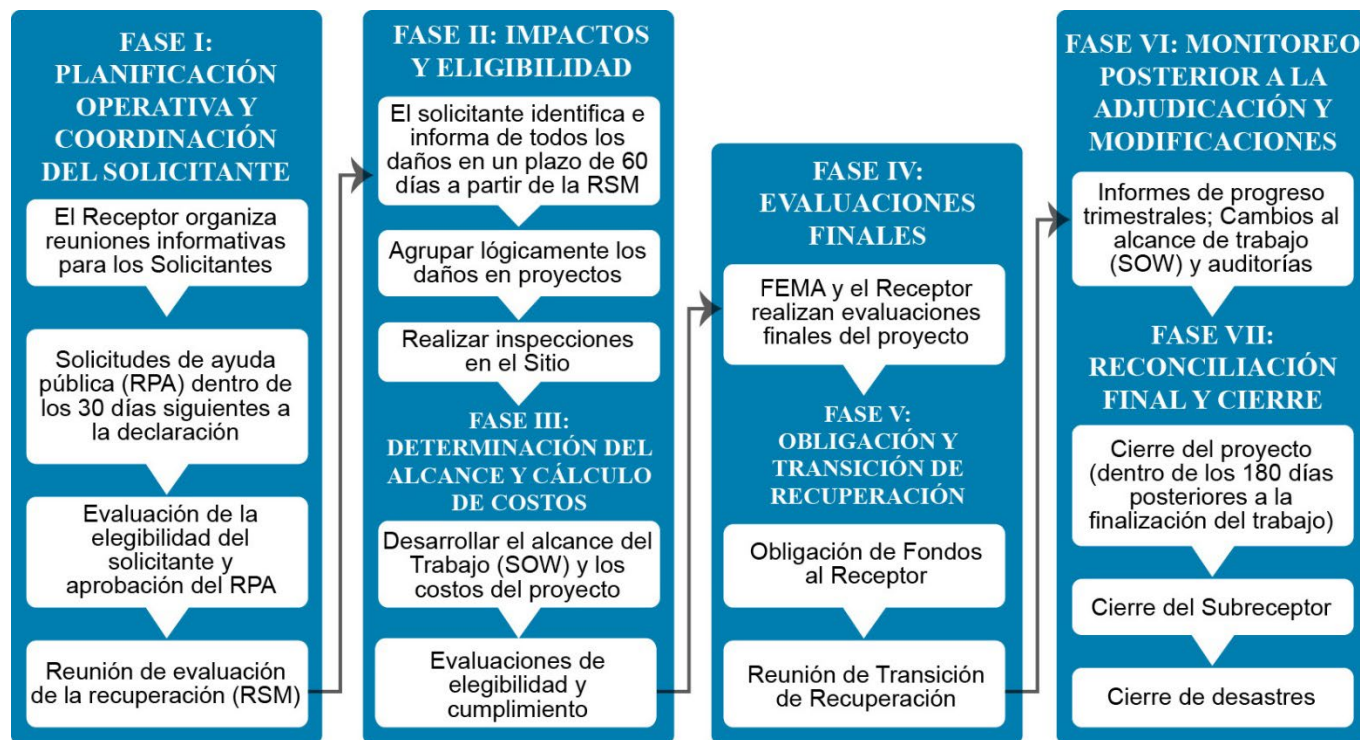 FASE I:
PLANIFICACIÓN
OPERATIVA Y
COORDINACIÓN
DEL SOLICITANTE
El Receptor organiza
reuniones informativas
para los Solicitantes
Solicitudes de ayuda
pública (RPA) dentro de
los 30 días siguientes a
la declaración
Evaluación de la
elegibilidad del
solicitante y
aprobación del RPA
Reunión de evaluación
de la recuperación (RSM)
FASE II: IMPACTOS
Y ELIGIBILIDAD
El solicitante identifica e
informa de todos los
daños en un plazo de 60
días a partir de la RSM
Agrupar lógicamente los
daños en proyectos
Realizar inspecciones
en el Sitio
FASE III:
DETERMINACIÓN DEL
ALCANCE Y CÁLCULO
DE COSTOS
Desarrollar el alcance del
Trabajo (SOW) y los
costos del proyecto
Evaluaciones de
elegibilidad y
cumplimiento
FASE IV:
EVALUACIONES
FINALES
FEMA y el Receptor
realizan evaluaciones
finales del proyecto
FASE V:
OBLIGACIÓN Y
TRANSICIÓN DE
RECUPERACIÓN
Obligación de Fondos
al Receptor
Reunión de Transición
de Recuperación
FASE VI: MONITOREO
POSTERIOR A LA
ADJUDICACIÓN Y
MODIFICACIONES
Informes de progreso
trimestrales; Cambios al
alcance de trabajo
(SOW) y auditorías
FASE VII:
RECONCILIACIÓN
FINAL Y CIERRE
Cierre del proyecto
(dentro de los 180 días
posteriores a la
finalización del trabajo)
Cierre del Subreceptor
Cierre de desastres